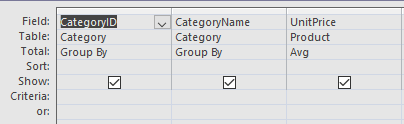 Field: CategoryID CategoryName UnitPrice
Table: Category Category Product
Total: Group By Group By Avg
Sort:
Show:
Criteria:
or: